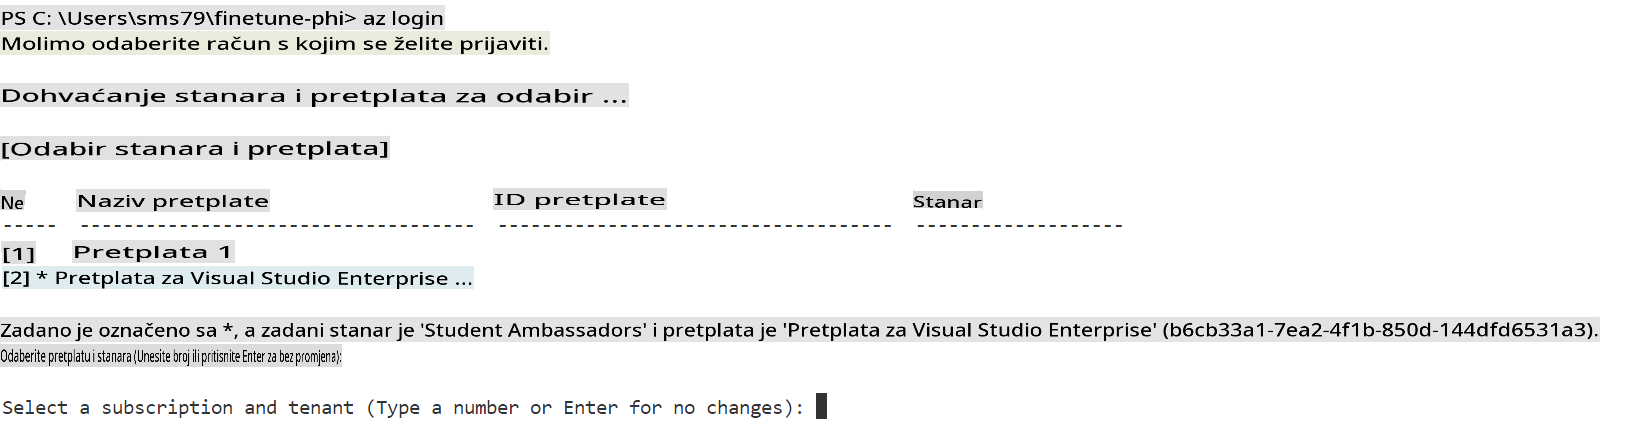 PS C: \Users\sms79\finetune-phi> az login
Molimo odaberite račun s kojim se želite prijaviti.
Dohvaćanje stanara i pretplata za odabir ...
[Odabir stanara i pretplata]
Ne Naziv pretplate ID pretplate Stanar
----- ------------------------------------ ------------------------------------ -------------------
[1] Pretplata 1
[2] * Pretplata za Visual Studio Enterprise ...
Zadano je označeno sa *, a zadani stanar je 'Student Ambassadors' i pretplata je 'Pretplata za Visual Studio Enterprise' (b6cb33a1-7ea2-4f1b-850d-144dfd6531a3).
Odaberite pretplatu i stanara (Unesite broj ili pritisnite Enter za bez promjena):
Select a subscription and tenant (Type a number or Enter for no changes):